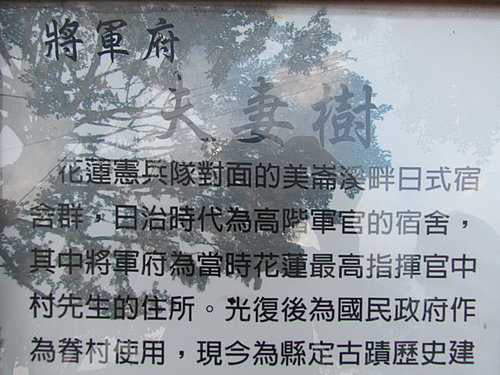 將軍府
夫妻樹
花蓮憲兵隊對面的美崙溪畔日式宿
舍群，日治時代為高階軍官的宿舍，
其中將軍府為當時花蓮最高指揮官中
村先生的住所。光復後為國民政府作
為眷村使用，現今為縣定古蹟歷史建